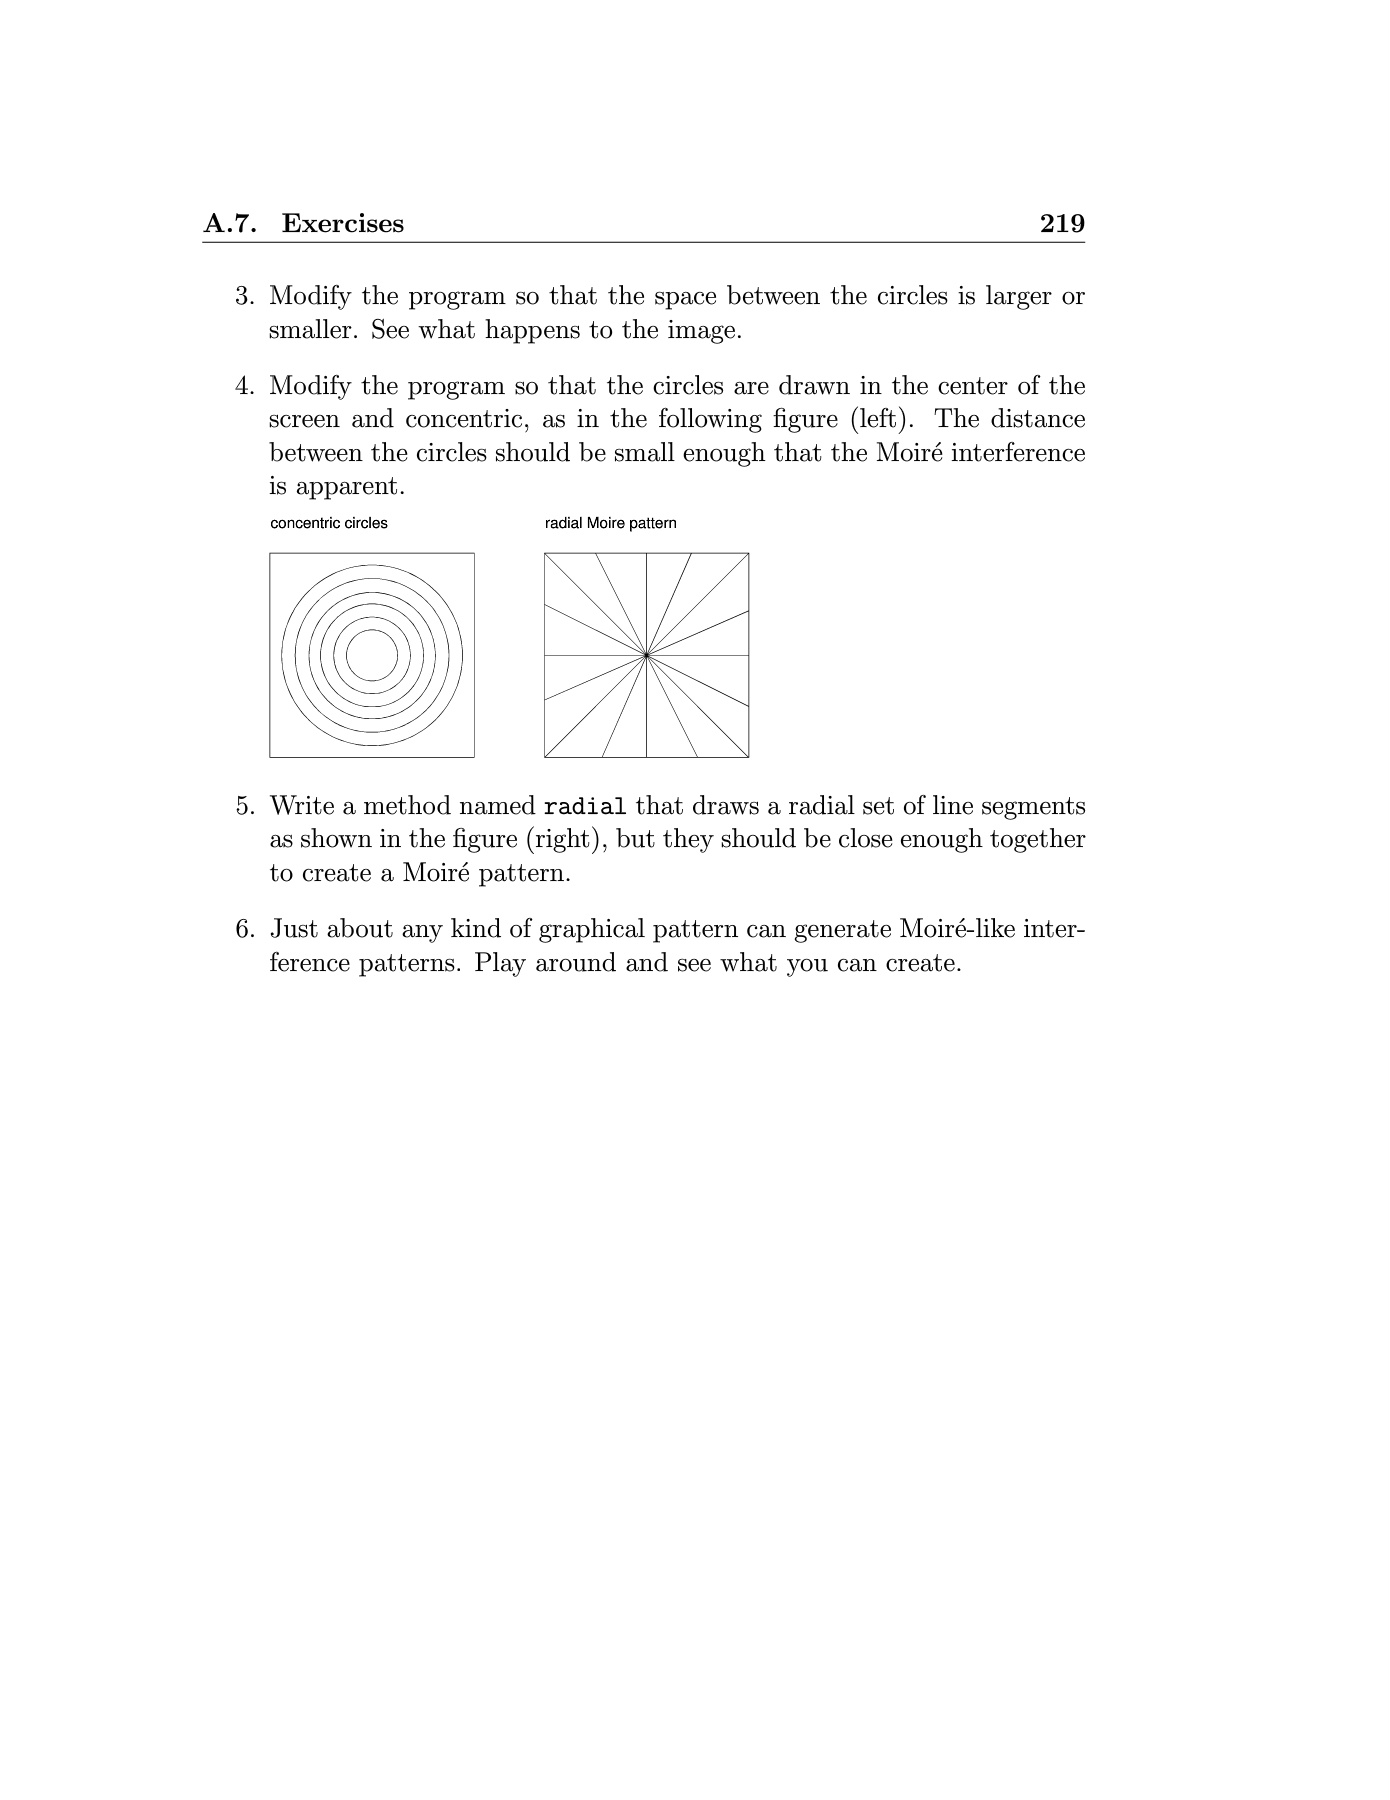 A.7. Exercises 219
3. Modify the program so that the space between the circles is larger or
smaller. See what happens to the image.
4. Modify the program so that the circles are drawn in the center of the
screen and concentric, as in the following figure (left). The distance
between the circles should be small enough that the Moiré interference
is apparent.
concentric circles
radial Moire pattern
5. Write a method named radial that draws a radial set of line segments
as shown in the figure (right), but they should be close enough together
to create a Moiré pattern.
6. Just about any kind of graphical pattern can generate Moiré-like inter-
ference patterns. Play around and see what you can create.